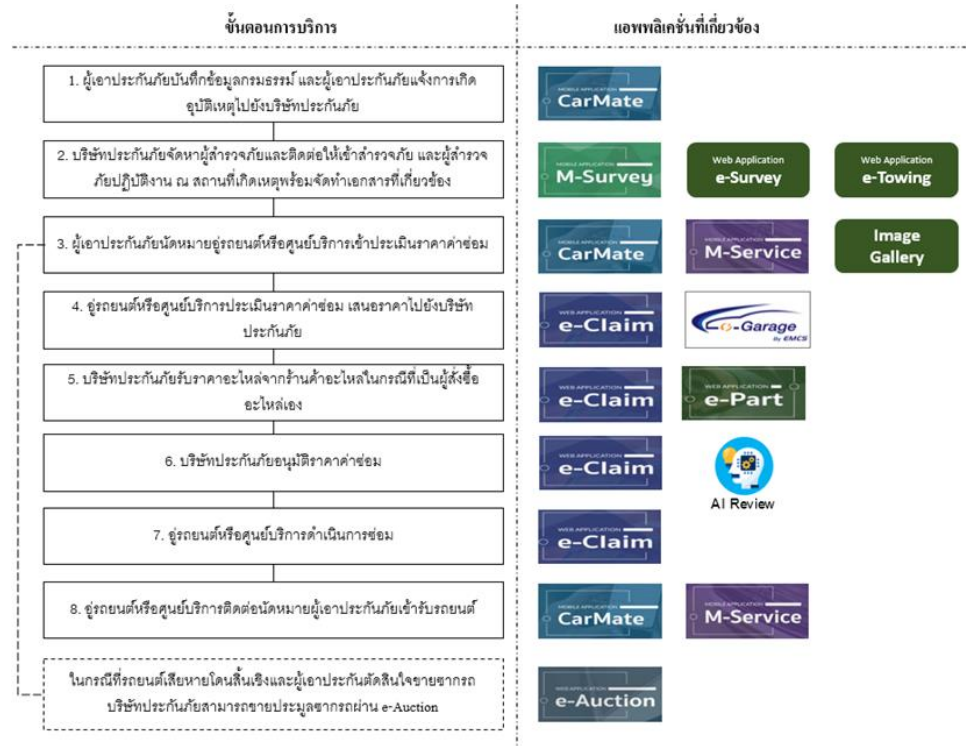 ขั้นตอนการบริการ
แอพพลิเคชั่นที่เกี่ยวข้อง
1. ผู้เอาประกันภัยบันทึกข้อมูลกรมธรรม์ และผู้เอาประกันภัยแจ้งการเกิด
อุบัติเหตุไปยังบริษัทประกันภัย
MOBILE APPLICATION
CarMate
2. บริษัทประกันภัยจัดหาผู้สำรวจภัยและติดต่อให้เข้าสำรวจภัย และผู้สำรวจ
ภัยปฏิบัติงาน ณ สถานที่เกิดเหตุพร้อมจัดทำเอกสารที่เกี่ยวข้อง
MOBILE APPLICATION
M-Survey
Web Application
e-Survey
Web Application
e-Towing
3. ผู้เอาประกันภัยนัดหมายอู่รถยนต์หรือศูนย์บริการเข้าประเมินราคาค่าซ่อม
MOBILE APPLICATION
CarMate
MOBILE APPLICATION
M-Service
Image
Gallery
4. อู่รถยนต์หรือศูนย์บริการประเมินราคาค่าซ่อม เสนอราคาไปยังบริษัท
ประกันภัย
WEB APPLICATION
e-Claim
Co-Garage
By EMCS
5. บริษัทประกันภัยรับราคาอะไหล่จากร้านค้าอะไหล่ในกรณีที่เป็นผู้สั่งซื้อ
อะไหล่เอง
WEB APPLICATION
e-Claim
WEB APPLICATION
e-Part
6. บริษัทประกันภัยอนุมัติราคาค่าซ่อม
WEB APPLICATION
e-Claim
AI Review
7. อู่รถยนต์หรือศูนย์บริการดำเนินการซ่อม
WEB APPLICATION
e-Claim
8. อู่รถยนต์หรือศูนย์บริการติดต่อนัดหมายผู้เอาประกันภัยเข้ารับรถยนต์
MOBILE APPLICATION
CarMate
MOBILE APPLICATION
M-Service
ในกรณีที่รถยนต์เสียหายโดนสิ้นเชิงและผู้เอาประกันตัดสินใจขายซากรถ
บริษัทประกันภัยสามารถขายประมูลซากรถผ่าน e-Auction
WEB APPLICATION
e-Auction